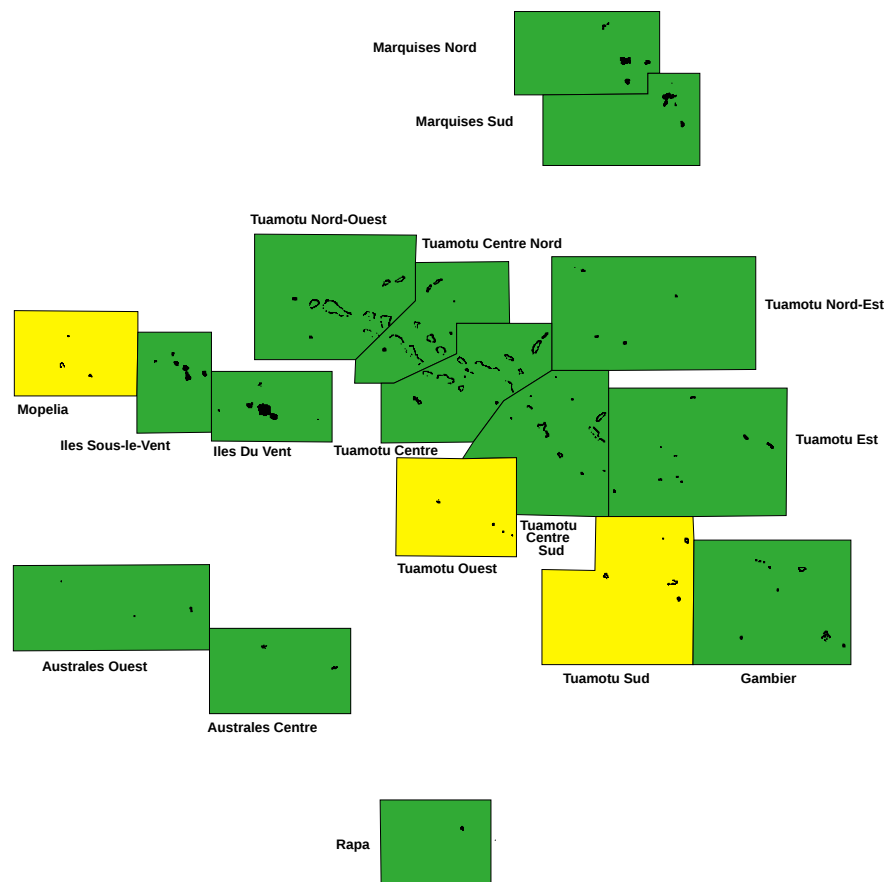 Marquises Nord
Marquises Sud
Tuamotu Nord-Ouest
Tuamotu Centre Nord
Tuamotu Nord-Est
Mopelia
Iles Sous-le-Vent
Iles Du Vent
Tuamotu Centre
Tuamotu Est
Tuamotu
Centre
Sud
Tuamotu Ouest
Australes Ouest
Tuamotu Sud
Gambier
Australes Centre
Rapa